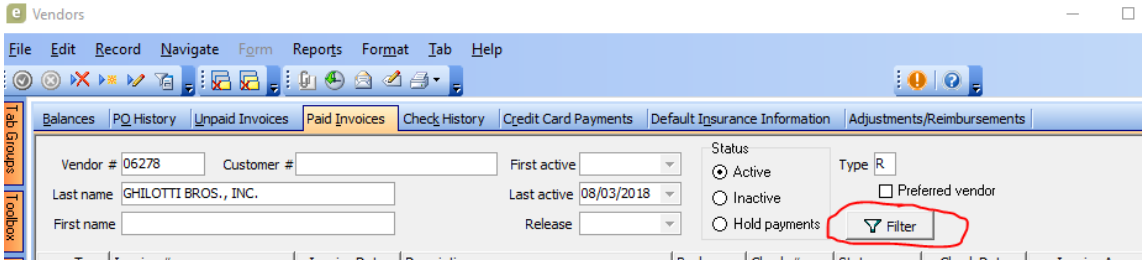 e Vendors
File Edit Record Navigate Form Reports Format Tab Help
Balances PO History Unpaid Invoices Paid Invoices Check History Credit Card Payments Default Insurance Information Adjustments/Reimbursements
Tab Groups
Toolbox
Status
Vendor # 06278 Customer # First active Active Type R
Last name GHILOTTI BROS., INC. Last active 08/03/2018 Inactive Preferred vendor
First name Release Hold payments Filter